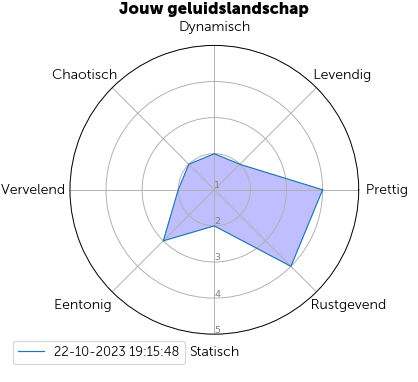 Jouw geluidslandschap
Dynamisch
Chaotisch
Levendig
Vervelend
1
Prettig
2
3
4
Eentonig
Rustgevend
5
22-10-2023 19:15:48
Statisch